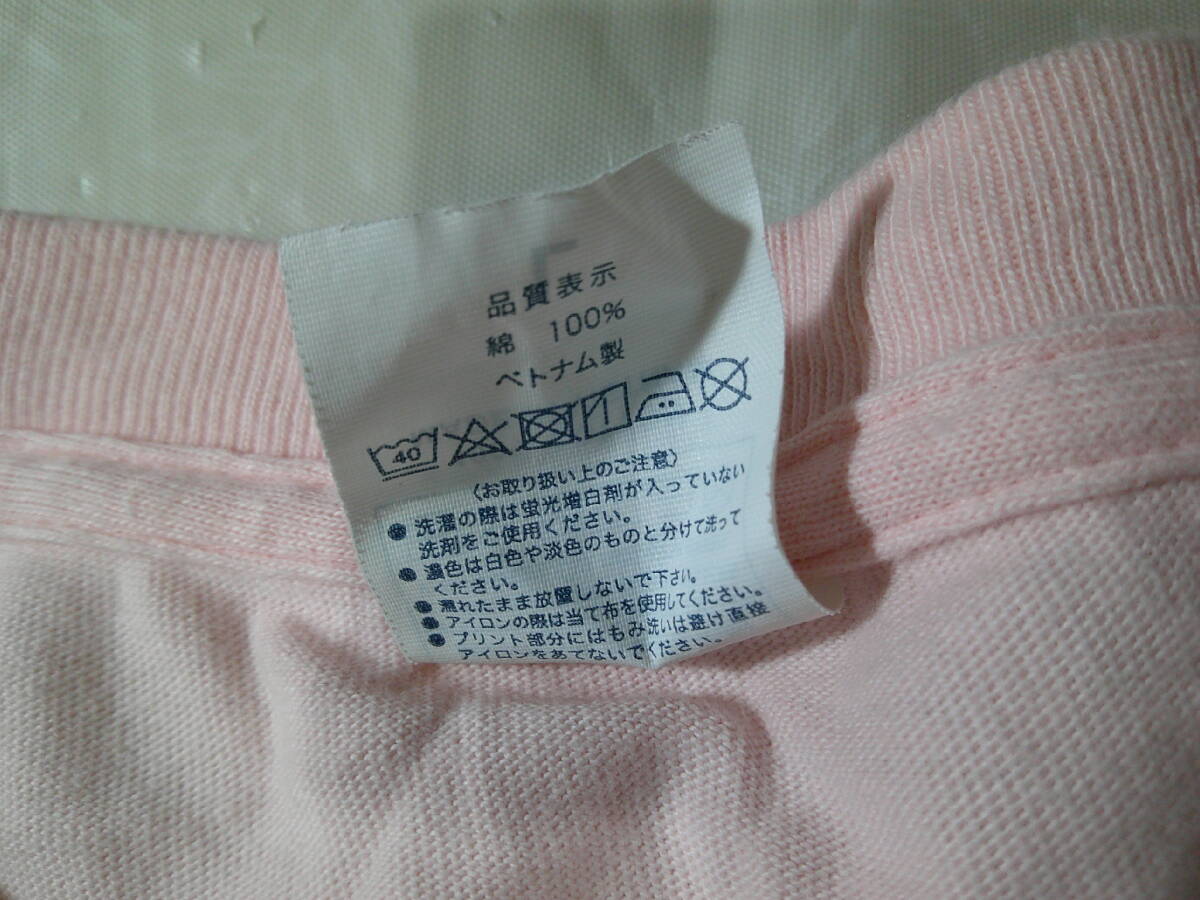 品質表示
綿 100%
ベトナム製
40
〈お取り扱い上のご注意〉
●洗濯の際は蛍光増白剤が入っていない
洗剤をご使用ください。
●濃色は白色や淡色のものと分けて洗って
ください。
●濡れたまま放置しないで下さい。
●アイロンの際は当て布を使用してください。
●プリント部分にはもみ洗いは避け直接
アイロンをあてないでください。